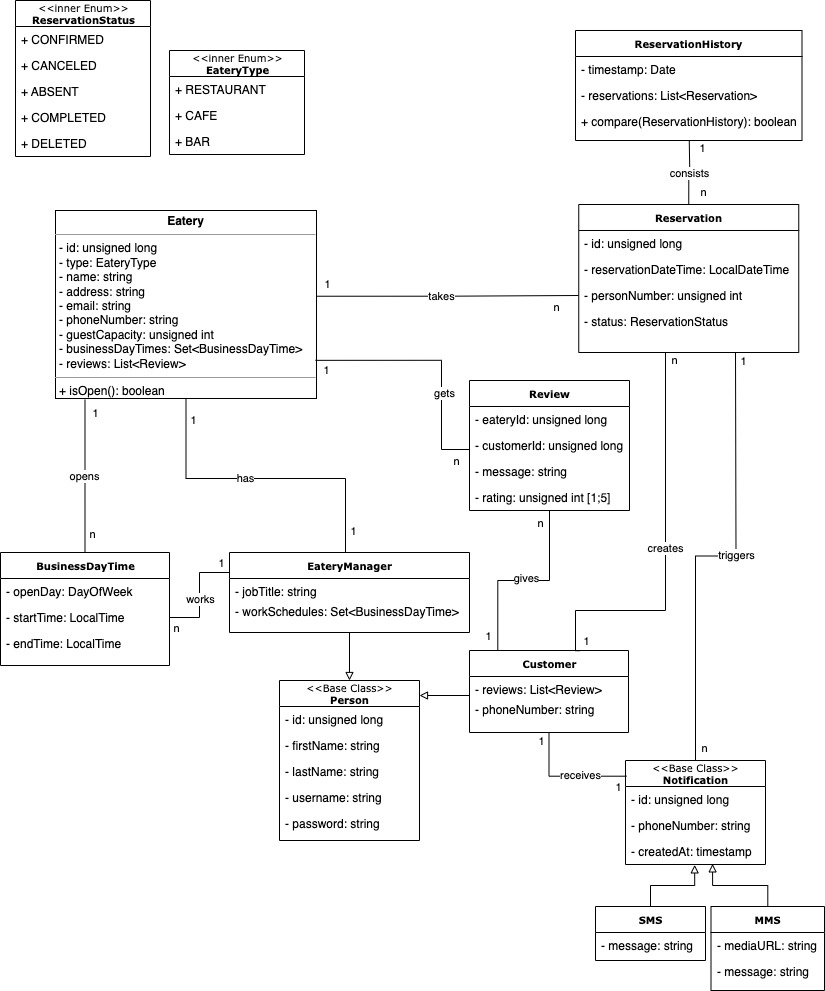 <<inner Enum>>
ReservationStatus
+ CONFIRMED
+ CANCELED
+ ABSENT
+ COMPLETED
+ DELETED
<<inner Enum>>
EateryType
+ RESTAURANT
+ CAFE
+ BAR
ReservationHistory
- timestamp: Date
- reservations: List<Reservation>
+ compare(ReservationHistory): boolean
1
consists
n
Reservation
- id: unsigned long
- reservationDateTime: LocalDateTime
- personNumber: unsigned int
- status: ReservationStatus
Eatery
- id: unsigned long
- type: EateryType
- name: string
- address: string
- email: string
- phoneNumber: string
- guestCapacity: unsigned int
- businessDayTimes: Set<BusinessDayTime>
- reviews: List<Review>
+ isOpen(): boolean
1
takes
n
1
gets
n
Review
- eateryId: unsigned long
- customerId: unsigned long
- message: string
- rating: unsigned int [1;5]
n
1
1
1
opens
has
n
1
n
gives
1
creates
1
triggers
n
BusinessDayTime
- openDay: DayOfWeek
- startTime: LocalTime
- endTime: LocalTime
1
works
n
EateryManager
- jobTitle: string
- workSchedules: Set<BusinessDayTime>
Customer
- reviews: List<Review>
- phoneNumber: string
<<Base Class>>
Person
- id: unsigned long
- firstName: string
- lastName: string
- username: string
- password: string
1
receives
1
<<Base Class>>
Notification
- id: unsigned long
- phoneNumber: string
- createdAt: timestamp
SMS
- message: string
MMS
- mediaURL: string
- message: string